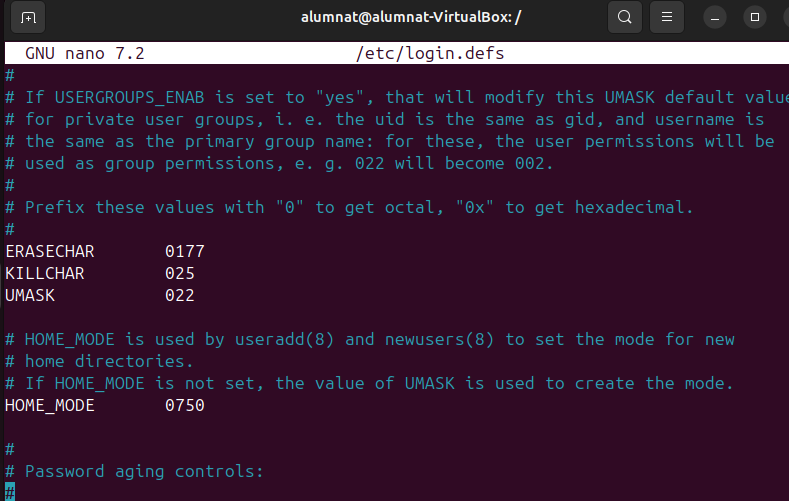 alumnat@alumnat-VirtualBox: /
GNU nano 7.2 /etc/login.defs
#
# If USERGROUPS_ENAB is set to "yes", that will modify this UMASK default value
# for private user groups, i. e. the uid is the same as gid, and username is
# the same as the primary group name: for these, the user permissions will be
# used as group permissions, e. g. 022 will become 002.
#
# Prefix these values with "0" to get octal, "0x" to get hexadecimal.
#
ERASECHAR 0177
KILLCHAR 025
UMASK 022
# HOME_MODE is used by useradd(8) and newusers(8) to set the mode for new
# home directories.
# If HOME_MODE is not set, the value of UMASK is used to create the mode.
HOME_MODE 0750
#
# Password aging controls:
#